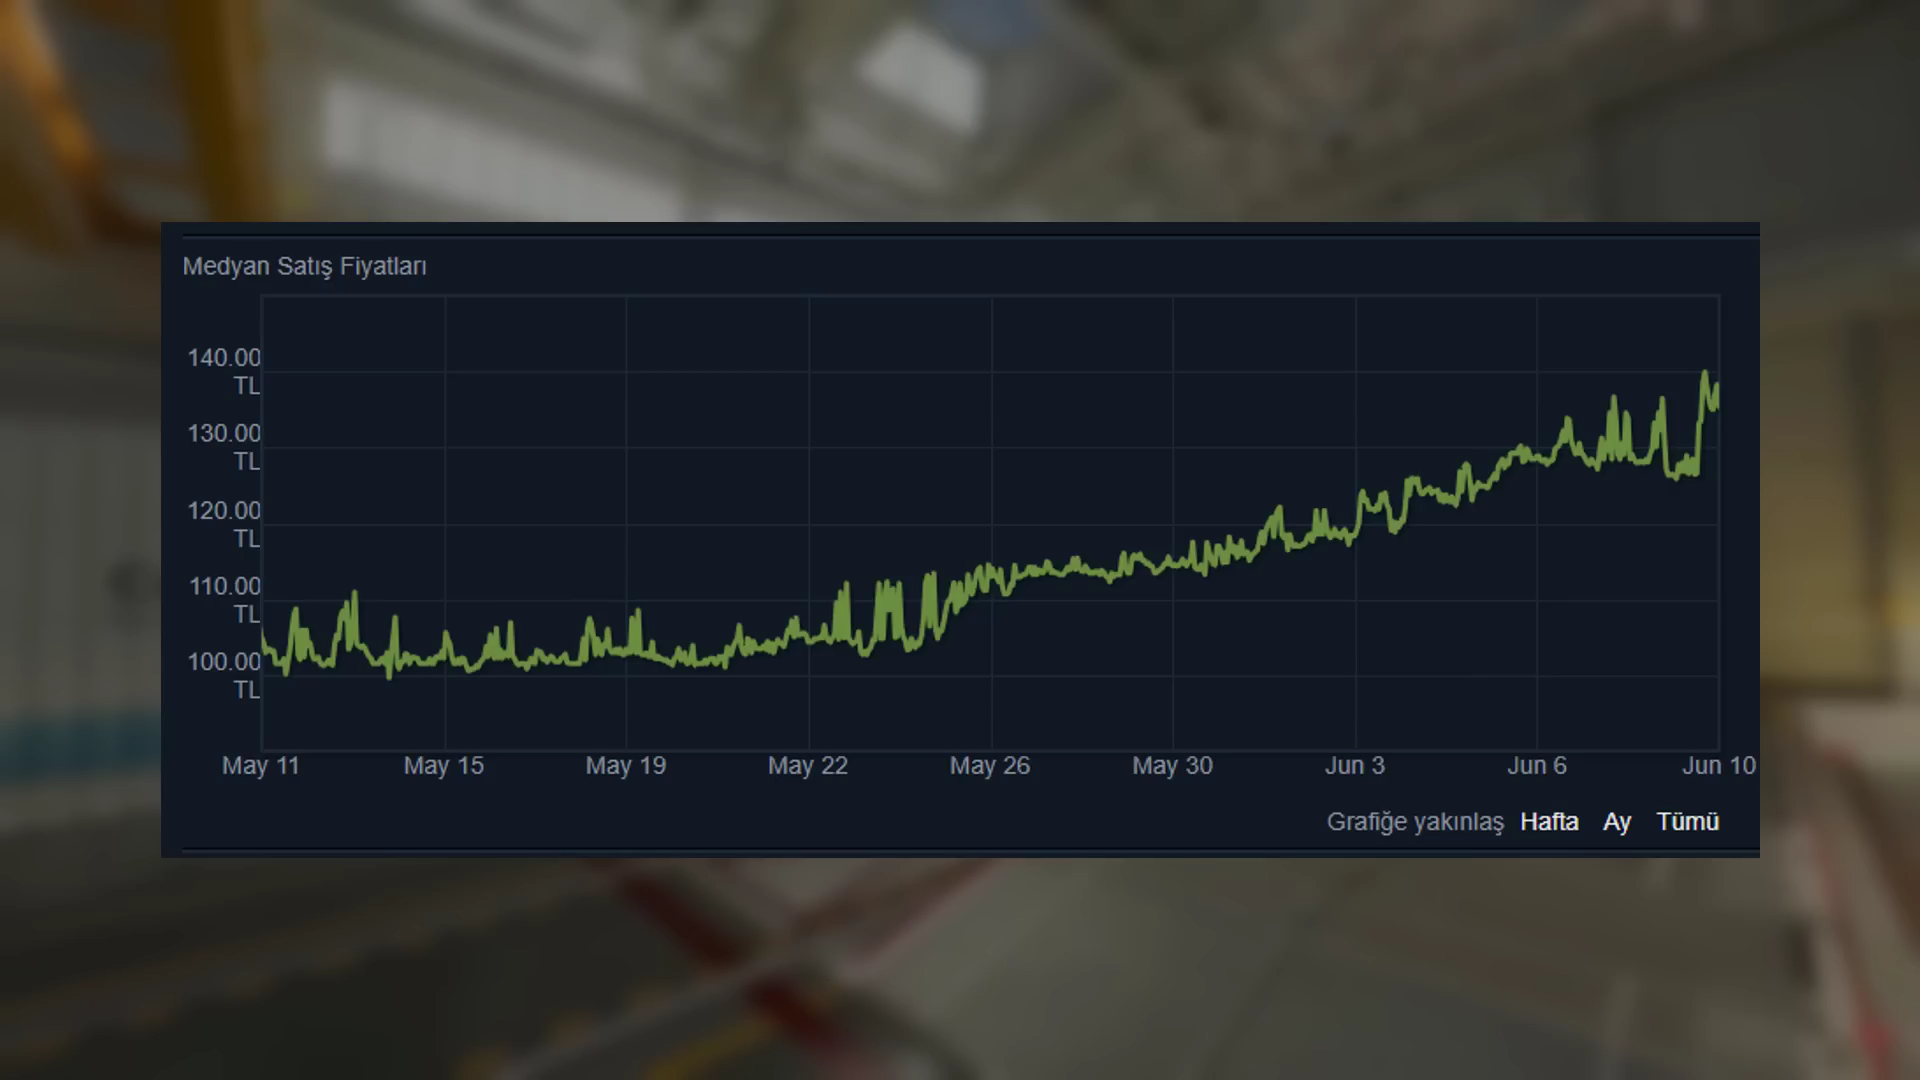 Medyan Satış Fiyatları
140.00
TL
130.00
TL
120.00
TL
110.00
TL
100.00
TL
May 11 May 15 May 19 May 22 May 26 May 30 Jun 3 Jun 6 Jun 10
Grafiğe yakınlaş Hafta Ay Tümü